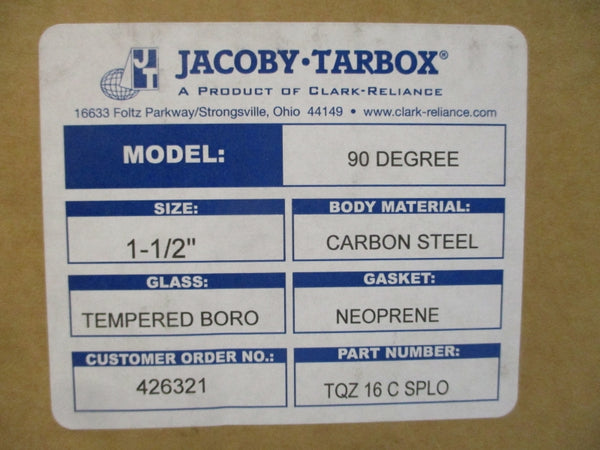 JT
JACOBY•TARBOX®
A PRODUCT OF CLARK-RELIANCE
16633 Foltz Parkway/Strongsville, Ohio 44149 • www.clark-reliance.com
MODEL: 90 DEGREE
SIZE: BODY MATERIAL:
1-1/2" CARBON STEEL
GLASS: GASKET:
TEMPERED BORO NEOPRENE
CUSTOMER ORDER NO.: PART NUMBER:
426321 TQZ 16 C SPLO